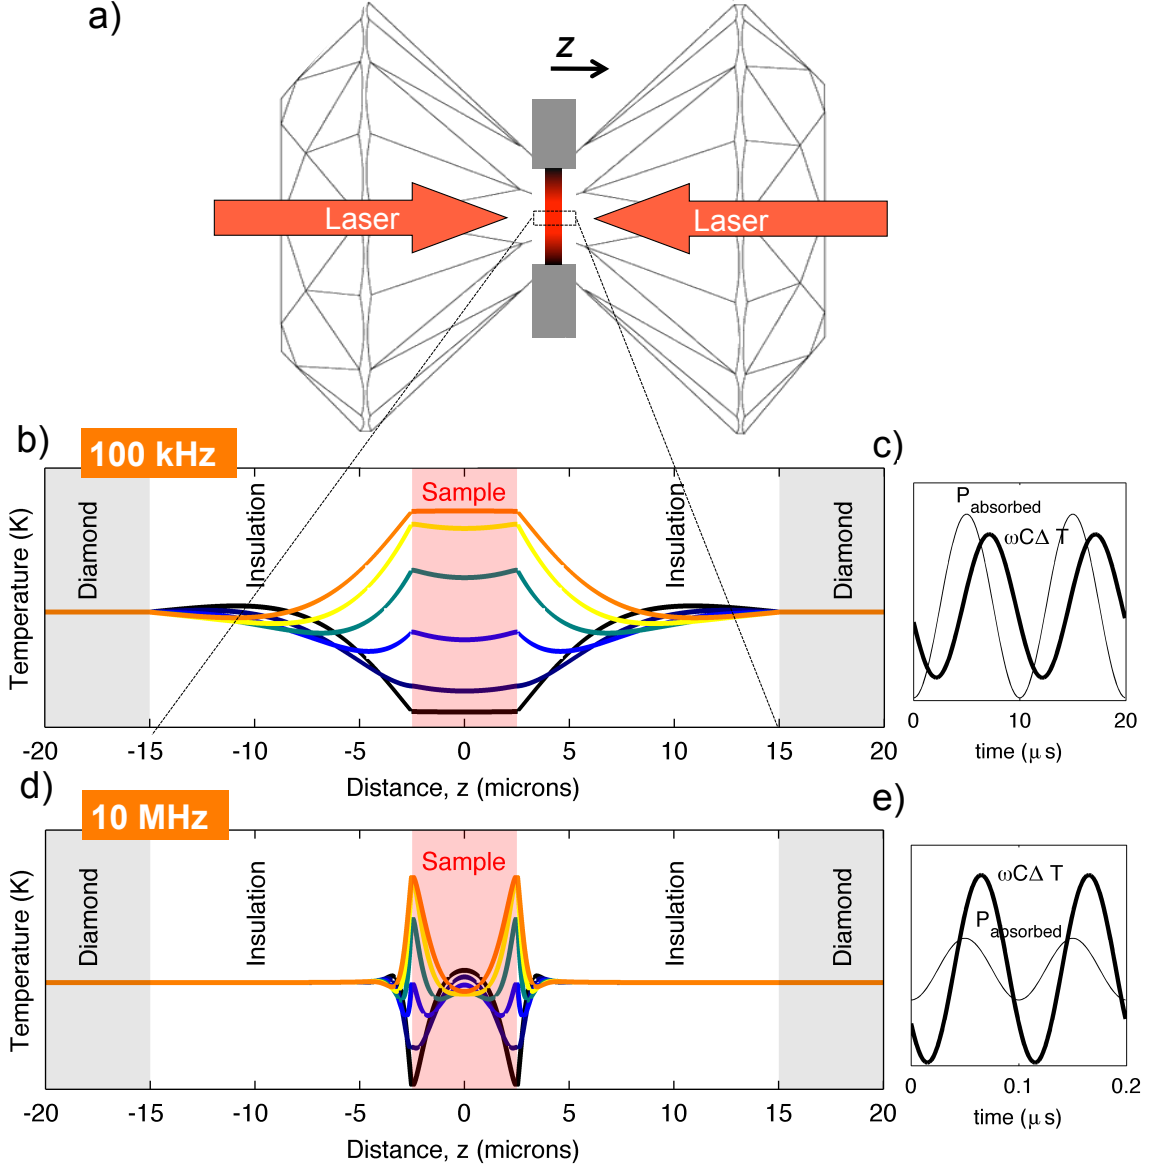 a)
z
Laser
Laser
b)
100 kHz
c)
Temperature (K)
Diamond
Insulation
Sample
Insulation
Diamond
-20 -15 -10 -5 0 5 10 15 20
Distance, z (microns)
P absorbed
ωCΔ T
0 10 20
time (μ s)
d)
10 MHz
e)
Temperature (K)
Diamond
Insulation
Sample
Insulation
Diamond
-20 -15 -10 -5 0 5 10 15 20
Distance, z (microns)
ωCΔ T
P absorbed
0 0.1 0.2
time (μ s)